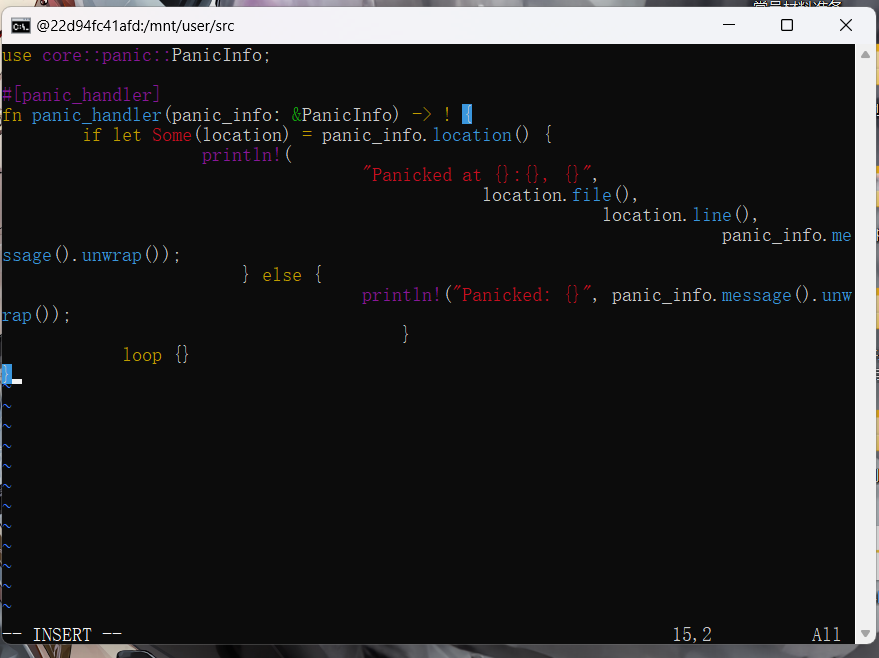 @22d94fc41afd:/mnt/user/src
use core::panic::PanicInfo;
#[panic_handler]
fn panic_handler(panic_info: &PanicInfo) -> ! {
if let Some(location) = panic_info.location() {
println!(
"Panicked at {}:{}, {}",
location.file(),
location.line(),
panic_info.me
ssage().unwrap());
} else {
println!("Panicked: {}", panic_info.message().unw
rap());
}
loop {}
}
~
~
~
~
~
~
~
~
~
~
~
~
-- INSERT -- 15,2 All